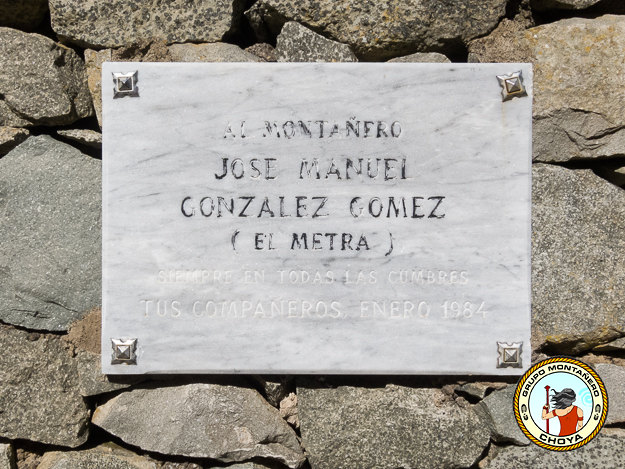 AL MONTAÑERO
JOSE MANUEL
GONZALEZ GOMEZ
( EL METRA )
SIEMPRE EN TODAS LAS CUMBRES
TUS COMPAÑEROS, ENERO 1984
GRUPO MONTAÑERO
CHOYA